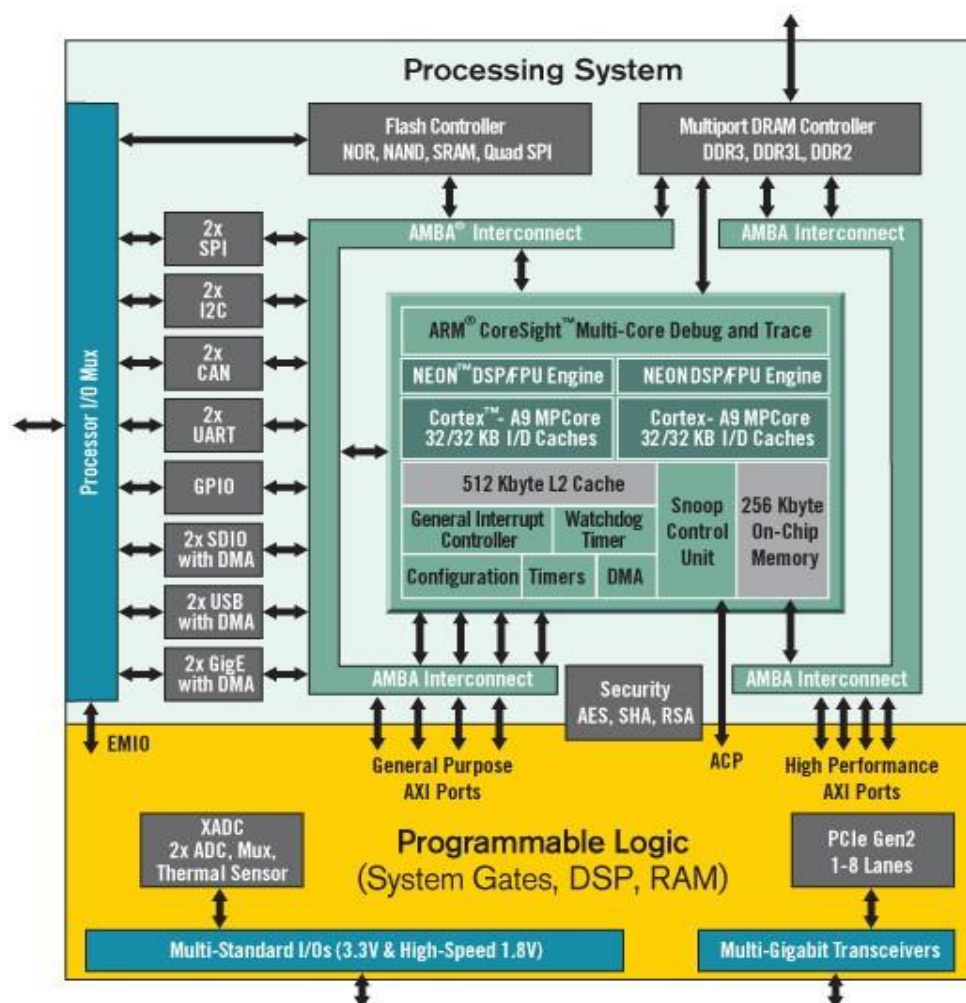 Processing System
Flash Controller
NOR, NAND, SRAM, Quad SPI
Multiport DRAM Controller
DDR3, DDR3L, DDR2
AMBA® Interconnect
AMBA Interconnect
Processor I/O Mux
2x
SPI
2x
I2C
2x
CAN
2x
UART
GPIO
2x SDIO
with DMA
2x USB
with DMA
2x GigE
with DMA
ARM® CoreSight™ Multi-Core Debug and Trace
NEON™ DSP/FPU Engine
NEON DSP/FPU Engine
Cortex™- A9 MPCore
32/32 KB I/D Caches
Cortex- A9 MPCore
32/32 KB I/D Caches
512 Kbyte L2 Cache
General Interrupt
Controller
Watchdog
Timer
Configuration
Timers
DMA
Snoop
Control
Unit
256 Kbyte
On-Chip
Memory
AMBA Interconnect
Security
AES, SHA, RSA
AMBA Interconnect
EMIO
General Purpose
AXI Ports
ACP
High Performance
AXI Ports
XADC
2x ADC, Mux,
Thermal Sensor
Programmable Logic
(System Gates, DSP, RAM)
PCIe Gen2
1-8 Lanes
Multi-Standard I/Os (3.3V & High-Speed 1.8V)
Multi-Gigabit Transceivers